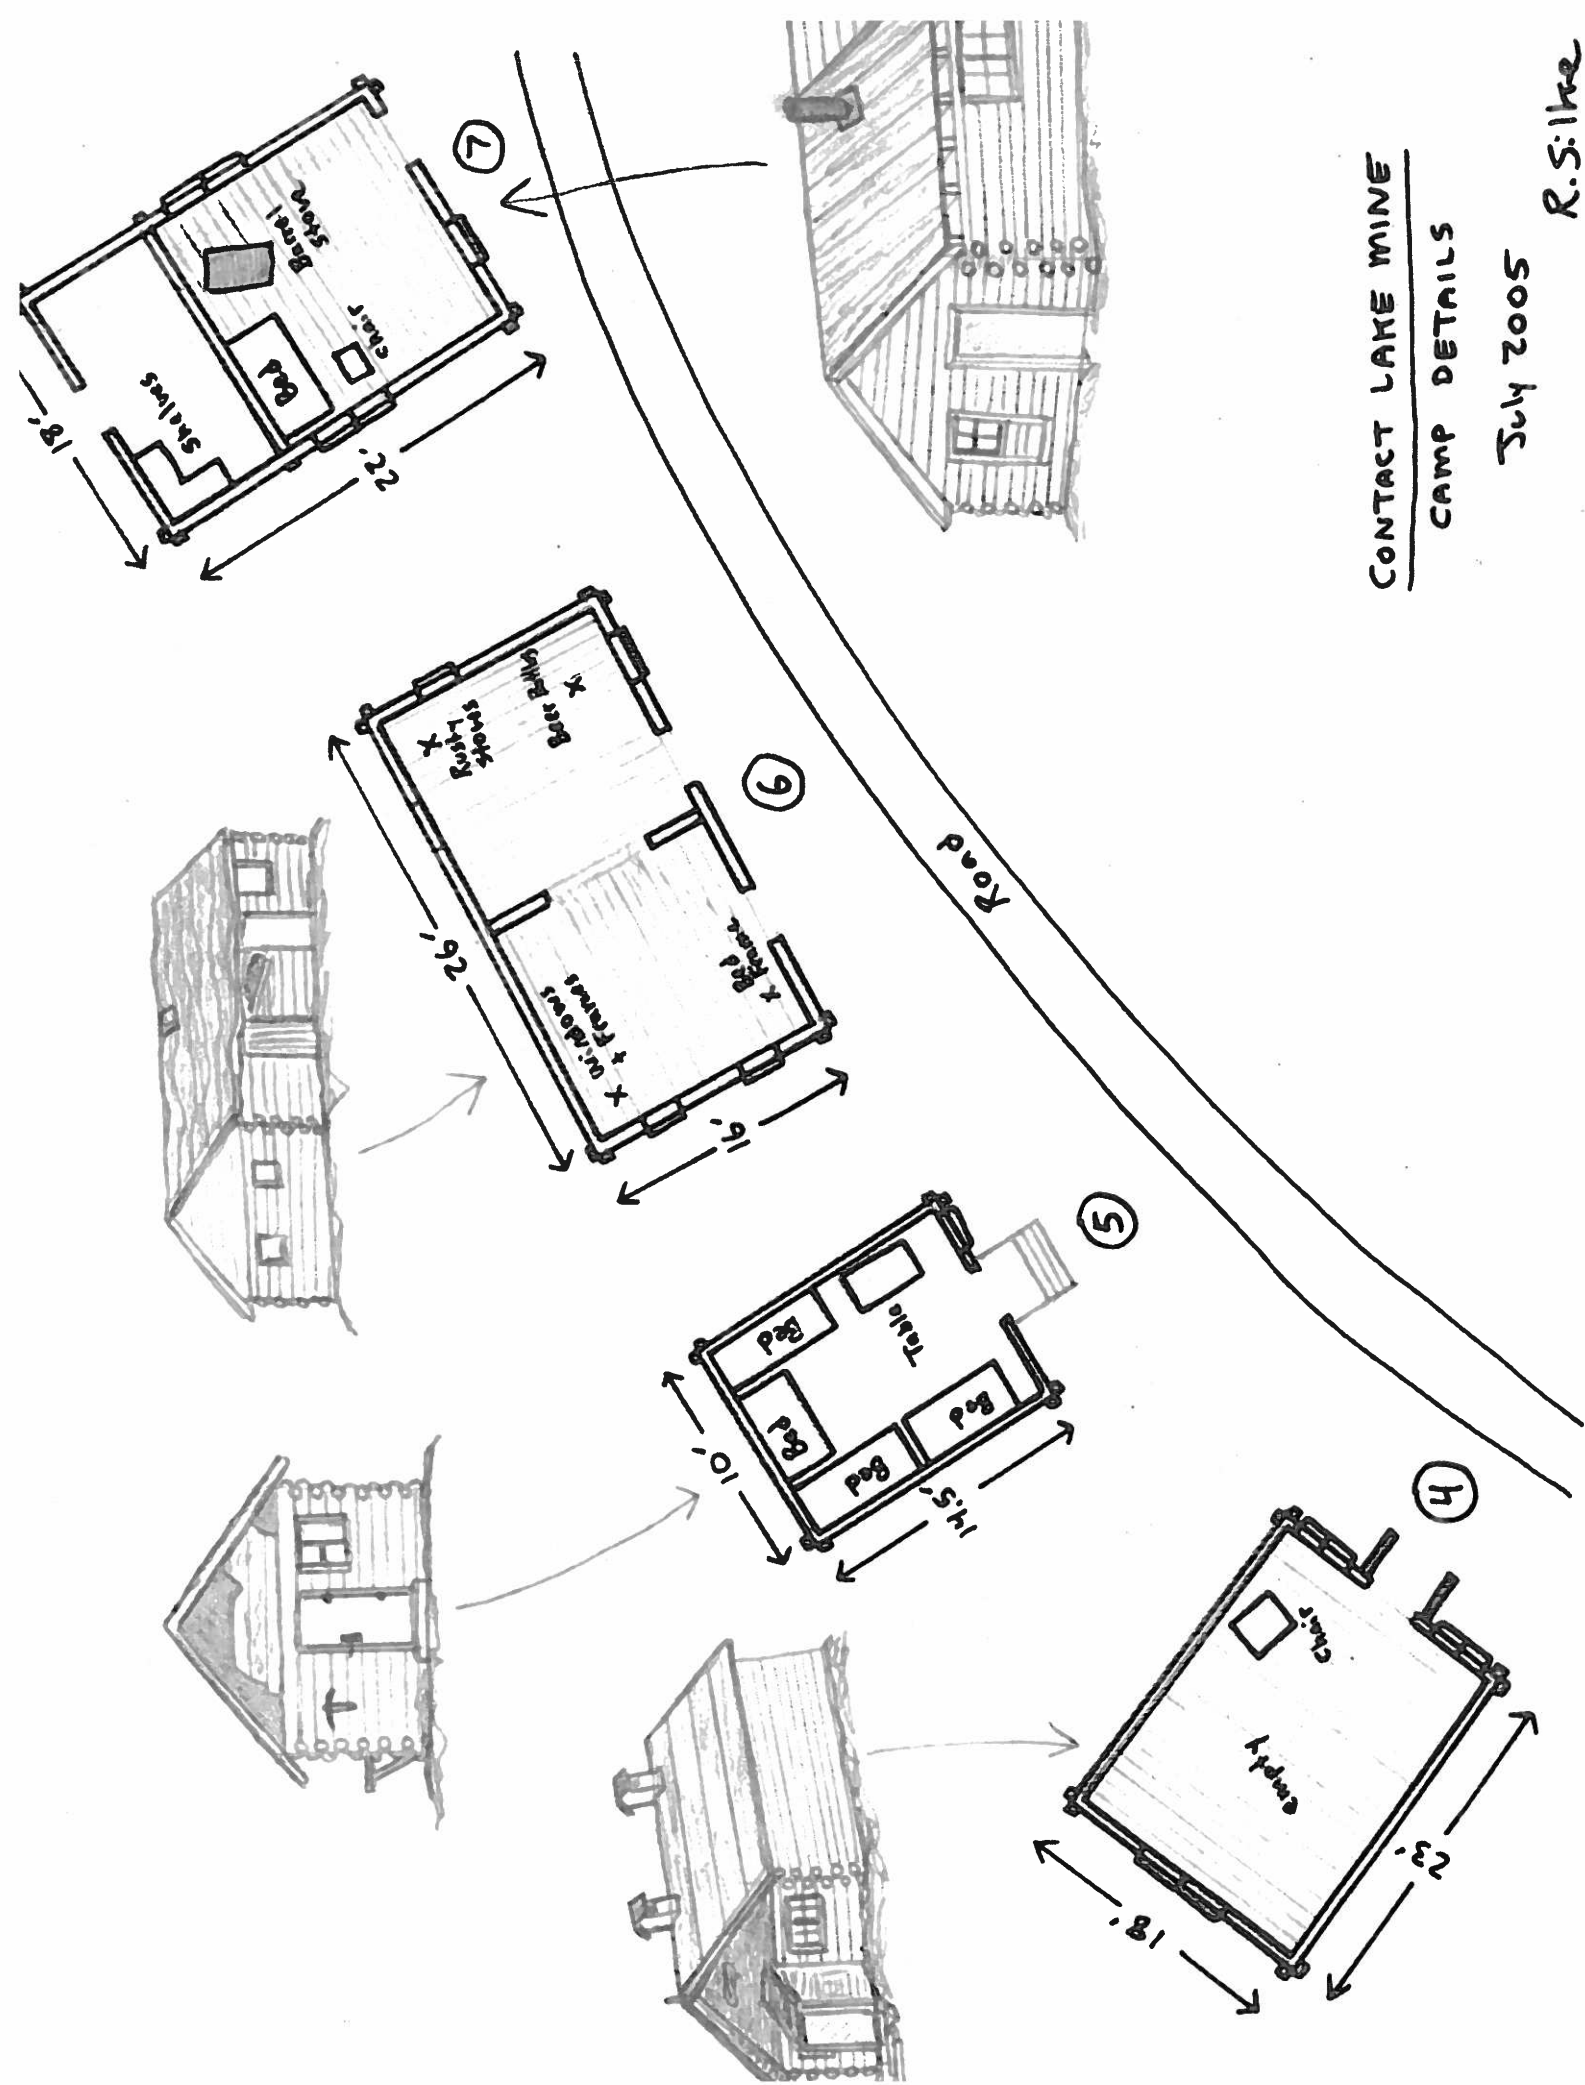 CONTACT LAKE MINE
CAMP DETAILS
July 2005
R. Silke
7
Barrel
stove
chair
Bed
Shelves
18'
22'
6
Beer Bottles
X
X
Rusty
stoves
Bed
Frame
X
X windows
+ Frames
26'
16'
Road
5
Table
Bed
Bed
Bed
Bed
10'
14.5'
4
chair
empty
18'
23'